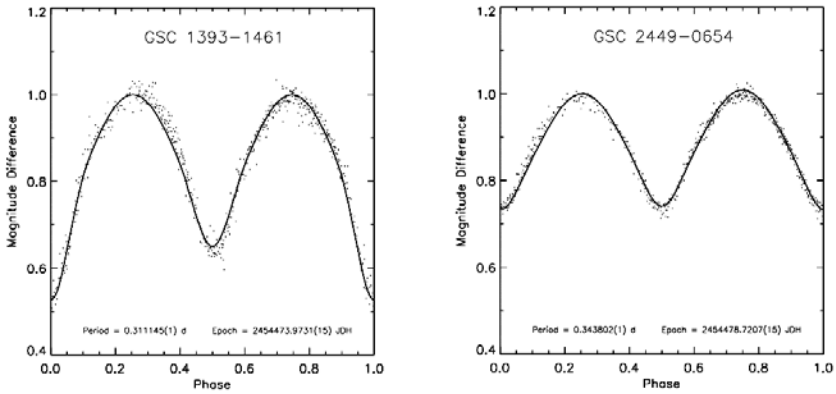 GSC 1393-1461
Magnitude Difference
1.2
1.0
0.8
0.6
0.4
Period = 0.311145(1) d Epoch = 2454473.9731(15) JDH
0.0 0.2 0.4 0.6 0.8 1.0
Phase
GSC 2449-0654
Magnitude Difference
1.2
1.0
0.8
0.6
0.4
Period = 0.343802(1) d Epoch = 2454478.7207(15) JDH
0.0 0.2 0.4 0.6 0.8 1.0
Phase